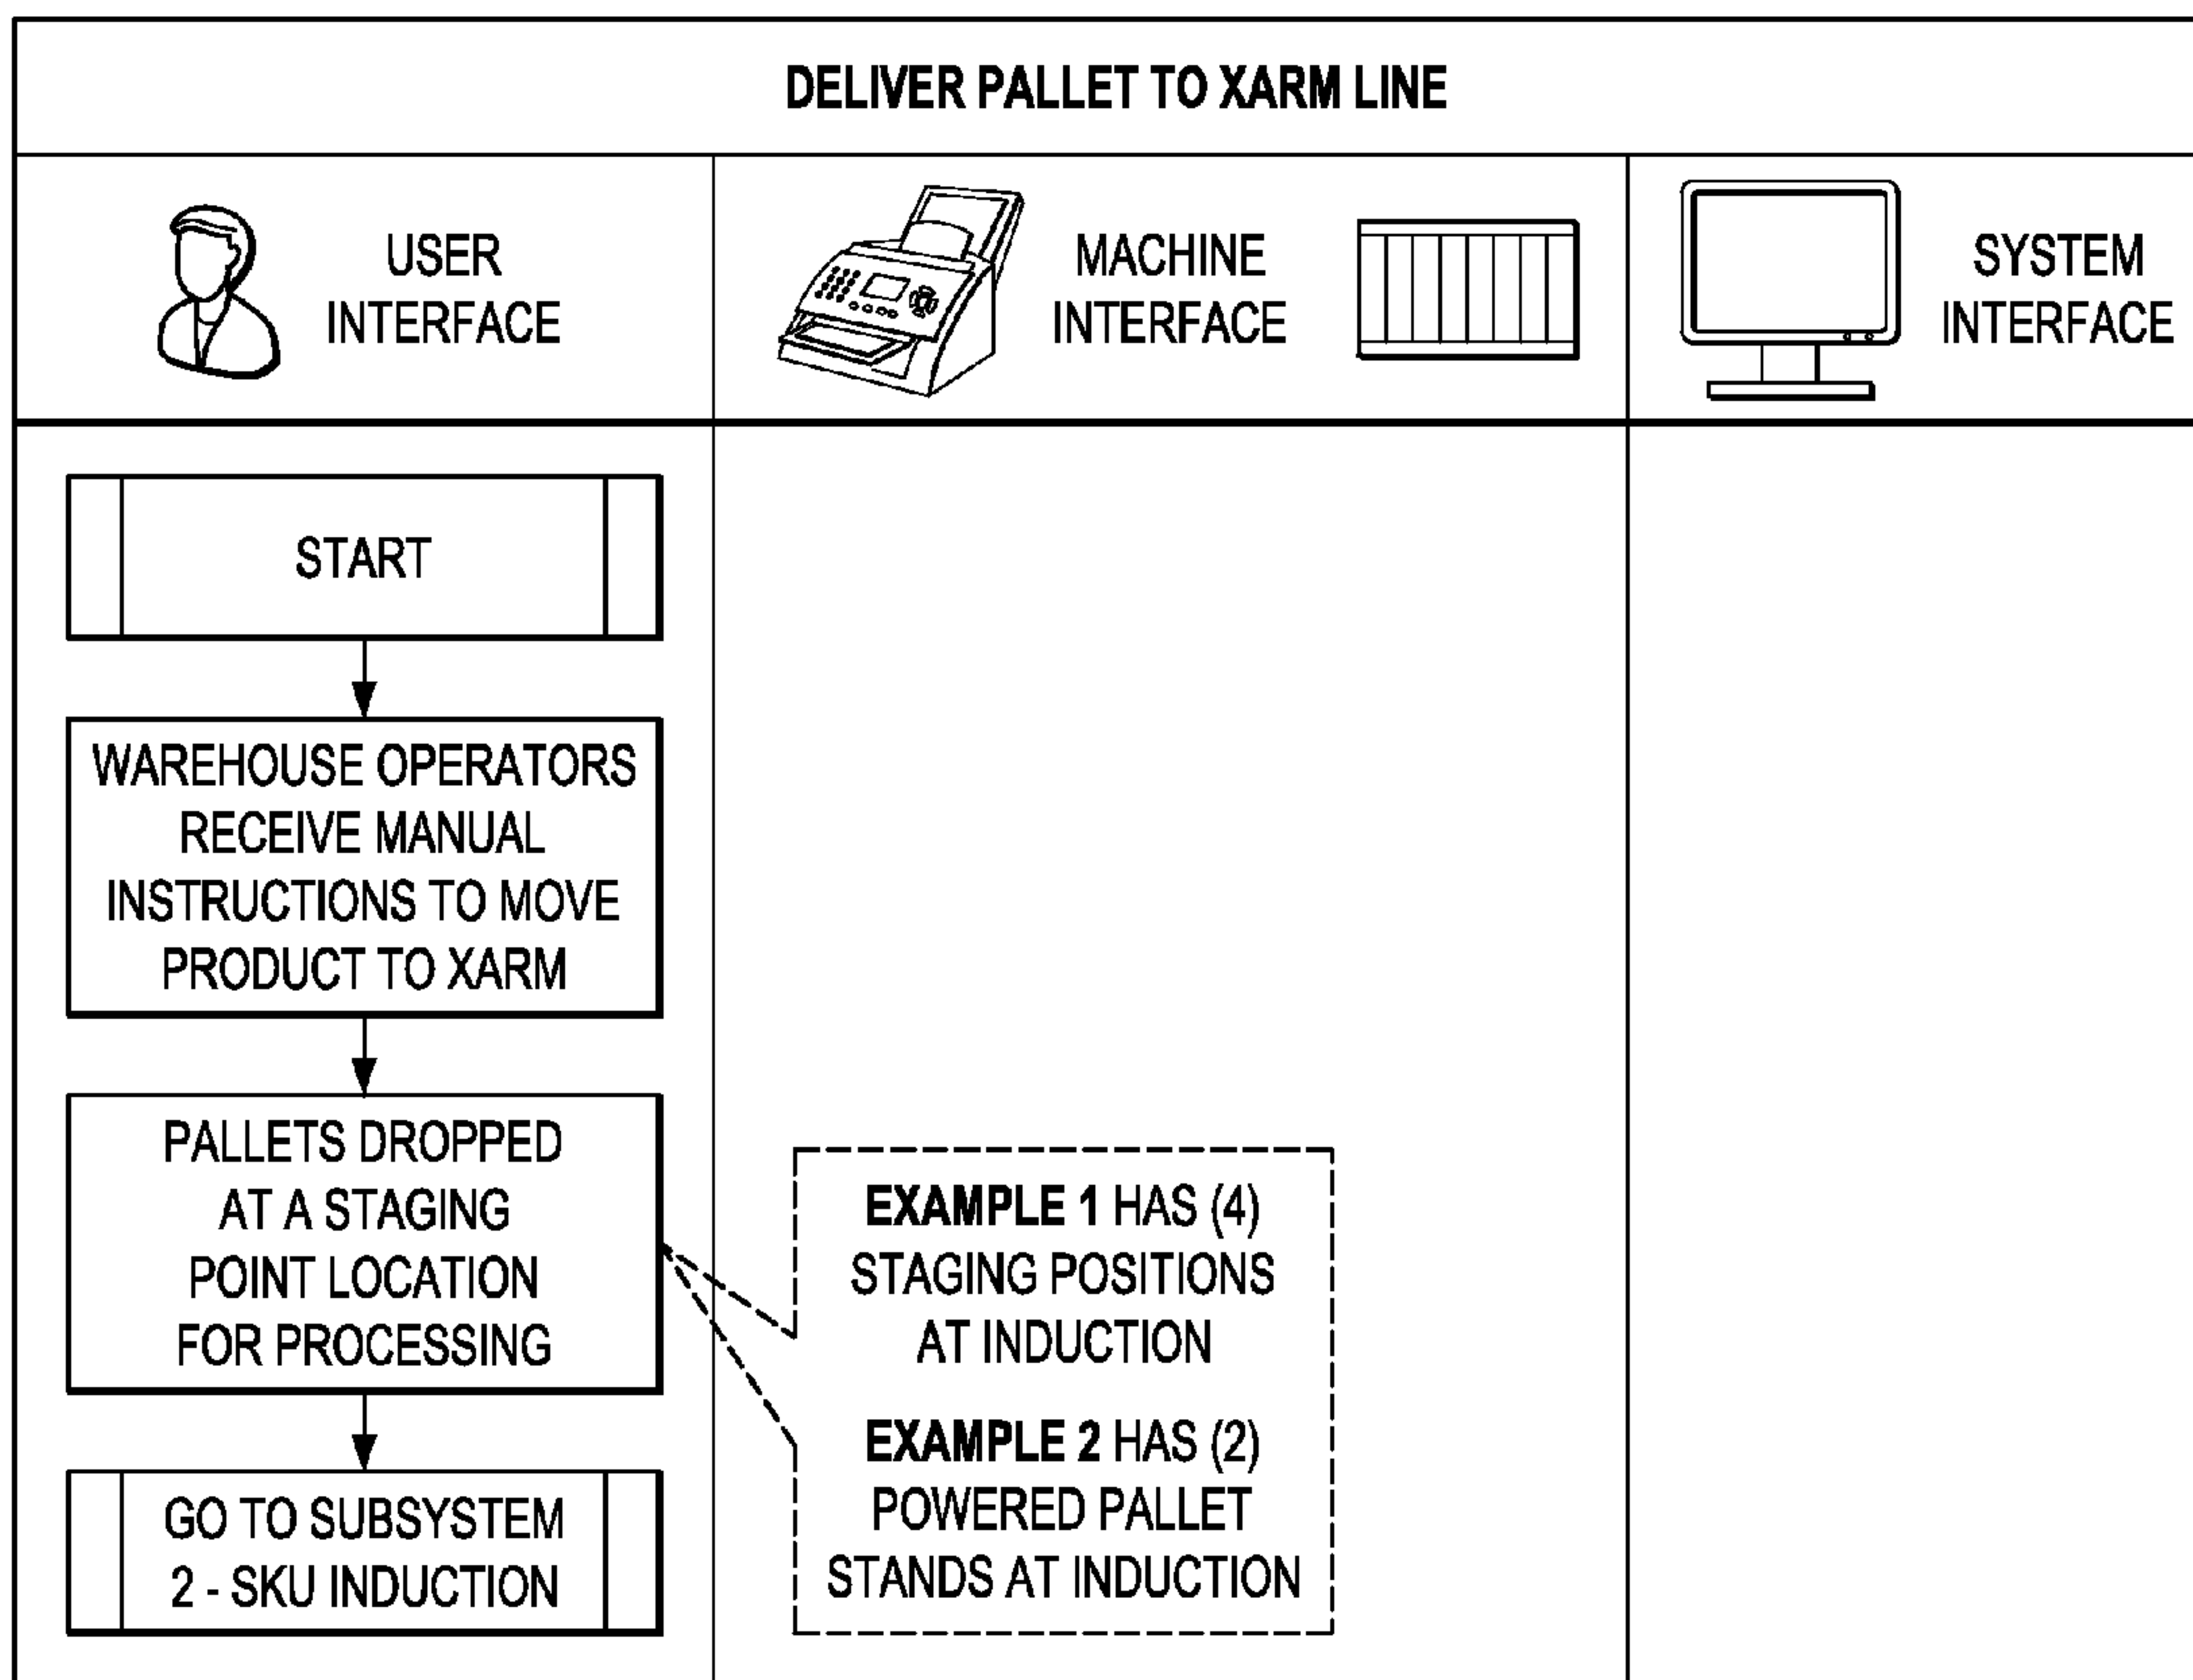 DELIVER PALLET TO XARM LINE
USER
INTERFACE
MACHINE
INTERFACE
SYSTEM
INTERFACE
START
WAREHOUSE OPERATORS
RECEIVE MANUAL
INSTRUCTIONS TO MOVE
PRODUCT TO XARM
PALLETS DROPPED
AT A STAGING
POINT LOCATION
FOR PROCESSING
EXAMPLE 1 HAS (4)
STAGING POSITIONS
AT INDUCTION
EXAMPLE 2 HAS (2)
POWERED PALLET
STANDS AT INDUCTION
GO TO SUBSYSTEM
2 - SKU INDUCTION